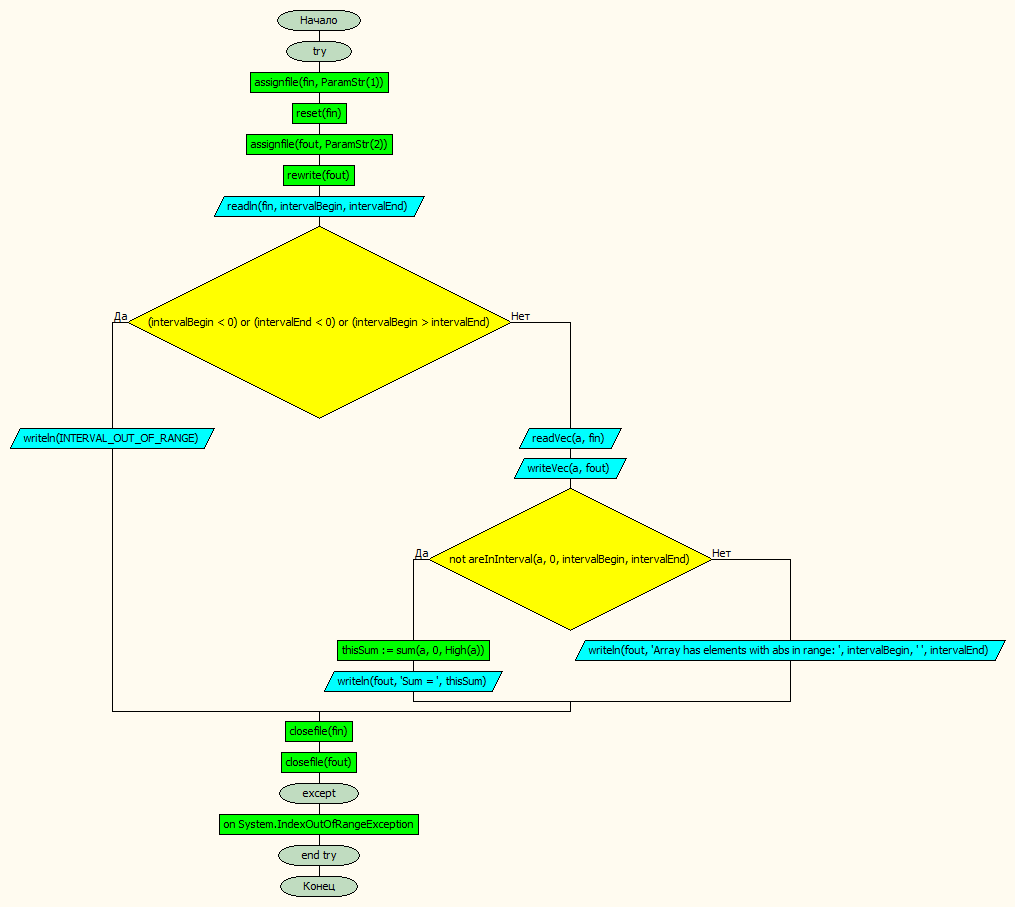 Начало
try
assignfile(fin, ParamStr(1))
reset(fin)
assignfile(fout, ParamStr(2))
rewrite(fout)
readln(fin, intervalBegin, intervalEnd)
Да
(intervalBegin < 0) or (intervalEnd < 0) or (intervalBegin > intervalEnd)
Нет
writeln(INTERVAL_OUT_OF_RANGE)
readVec(a, fin)
writeVec(a, fout)
Да
not areInInterval(a, 0, intervalBegin, intervalEnd)
Нет
thisSum := sum(a, 0, High(a))
writeln(fout, 'Sum = ', thisSum)
writeln(fout, 'Array has elements with abs in range: ', intervalBegin, ' ', intervalEnd)
closefile(fin)
closefile(fout)
except
on System.IndexOutOfRangeException
end try
Конец